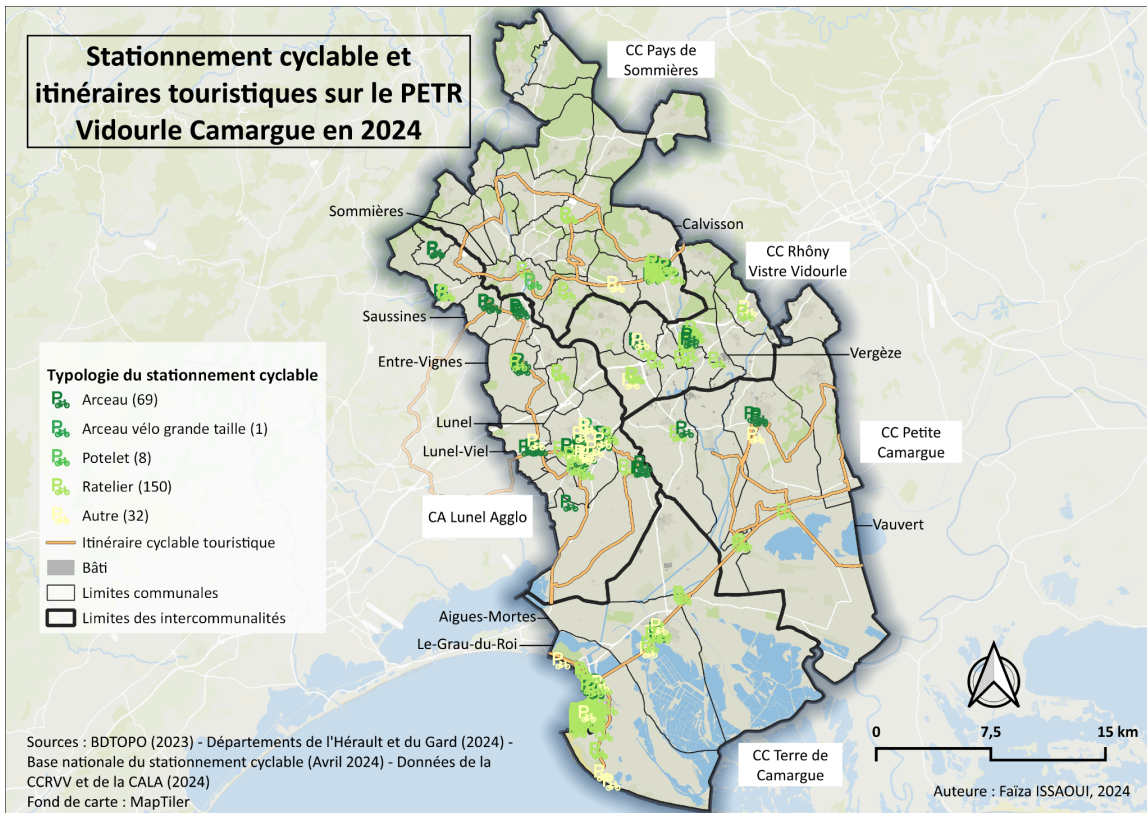 Stationnement cyclable et
itinéraires touristiques sur le PETR
Vidourle Camargue en 2024
CC Pays de
Sommières
Sommières
Calvisson
CC Rhôny
Vistre Vidourle
Saussines
Entre-Vignes
Vergèze
Lunel
Lunel-Viel
CC Petite
Camargue
CA Lunel Agglo
Vauvert
Aigues-Mortes
Le-Grau-du-Roi
CC Terre de
Camargue
Typologie du stationnement cyclable
Arceau (69)
Arceau vélo grande taille (1)
Potelet (8)
Ratelier (150)
Autre (32)
Itinéraire cyclable touristique
Bâti
Limites communales
Limites des intercommunalités
0 7,5 15 km
Sources : BDTOPO (2023) - Départements de l'Hérault et du Gard (2024) -
Base nationale du stationnement cyclable (Avril 2024) - Données de la
CCRVV et de la CALA (2024)
Fond de carte : MapTiler
Auteure : Faïza ISSAOUI, 2024